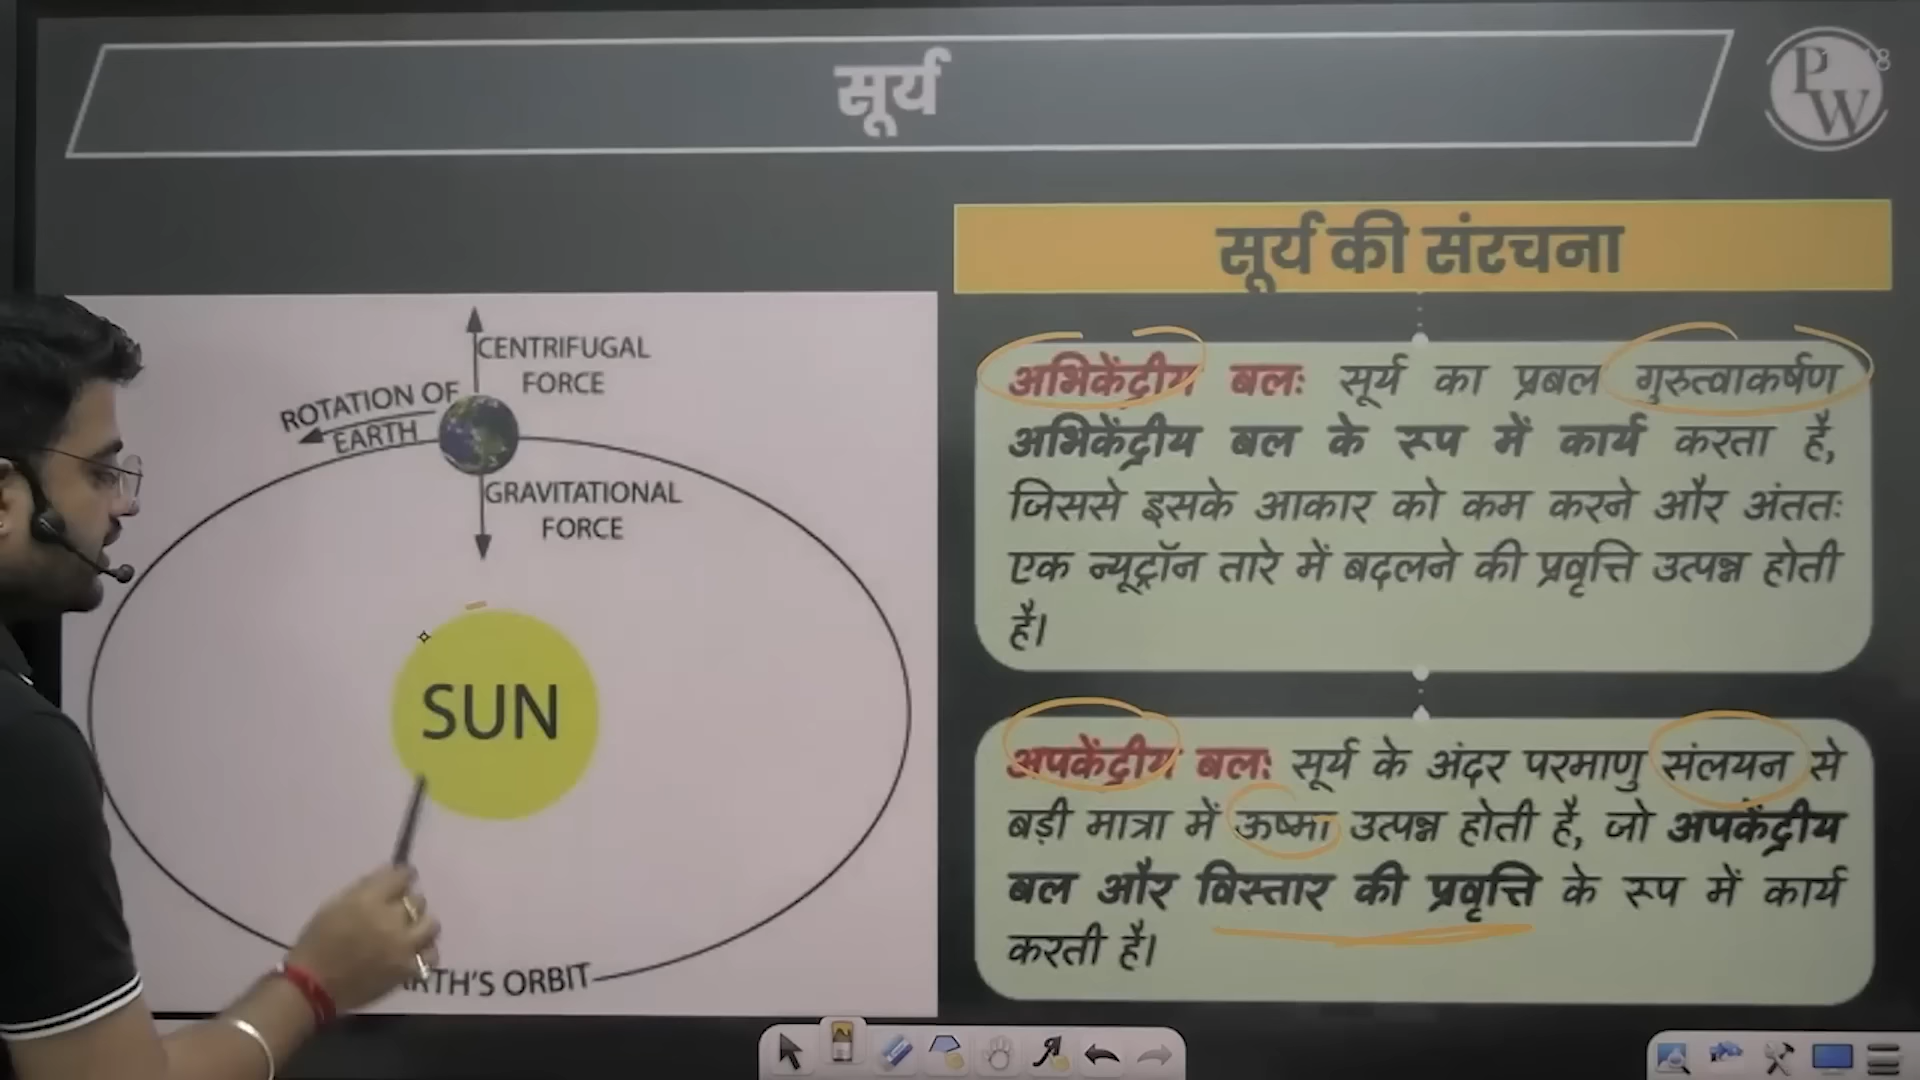 सूर्य
P
W
सूर्य की संरचना
CENTRIFUGAL
FORCE
ROTATION OF
EARTH
GRAVITATIONAL
FORCE
SUN
EARTH'S ORBIT
अभिकेंद्रीय बलः सूर्य का प्रबल गुरुत्वाकर्षण
अभिकेंद्रीय बल के रूप में कार्य करता है,
जिससे इसके आकार को कम करने और अंततः
एक न्यूट्रॉन तारे में बदलने की प्रवृत्ति उत्पन्न होती
है।
अपकेंद्रीय बलः सूर्य के अंदर परमाणु संलयन से
बड़ी मात्रा में ऊष्मा उत्पन्न होती है, जो अपकेंद्रीय
बल और विस्तार की प्रवृत्ति के रूप में कार्य
करती है।